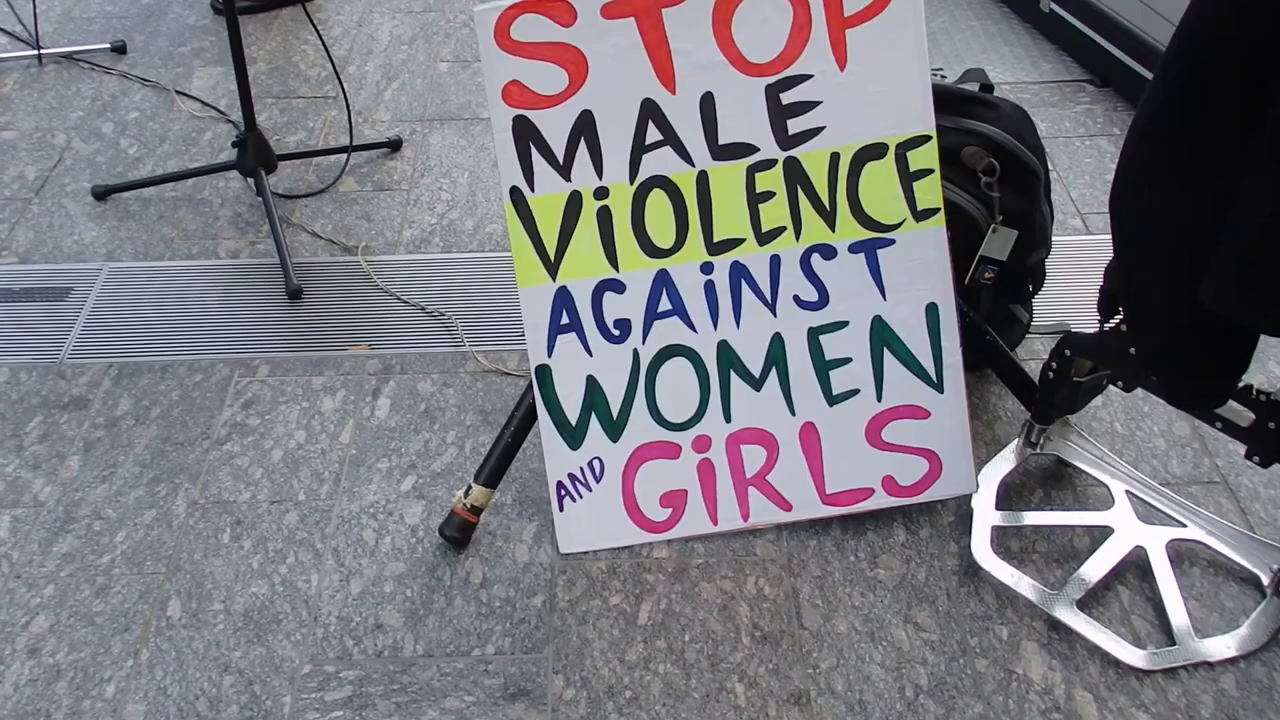 STOP
MALE
ViOLENCE
AGAiNST
WOMEN
AND GiRLS